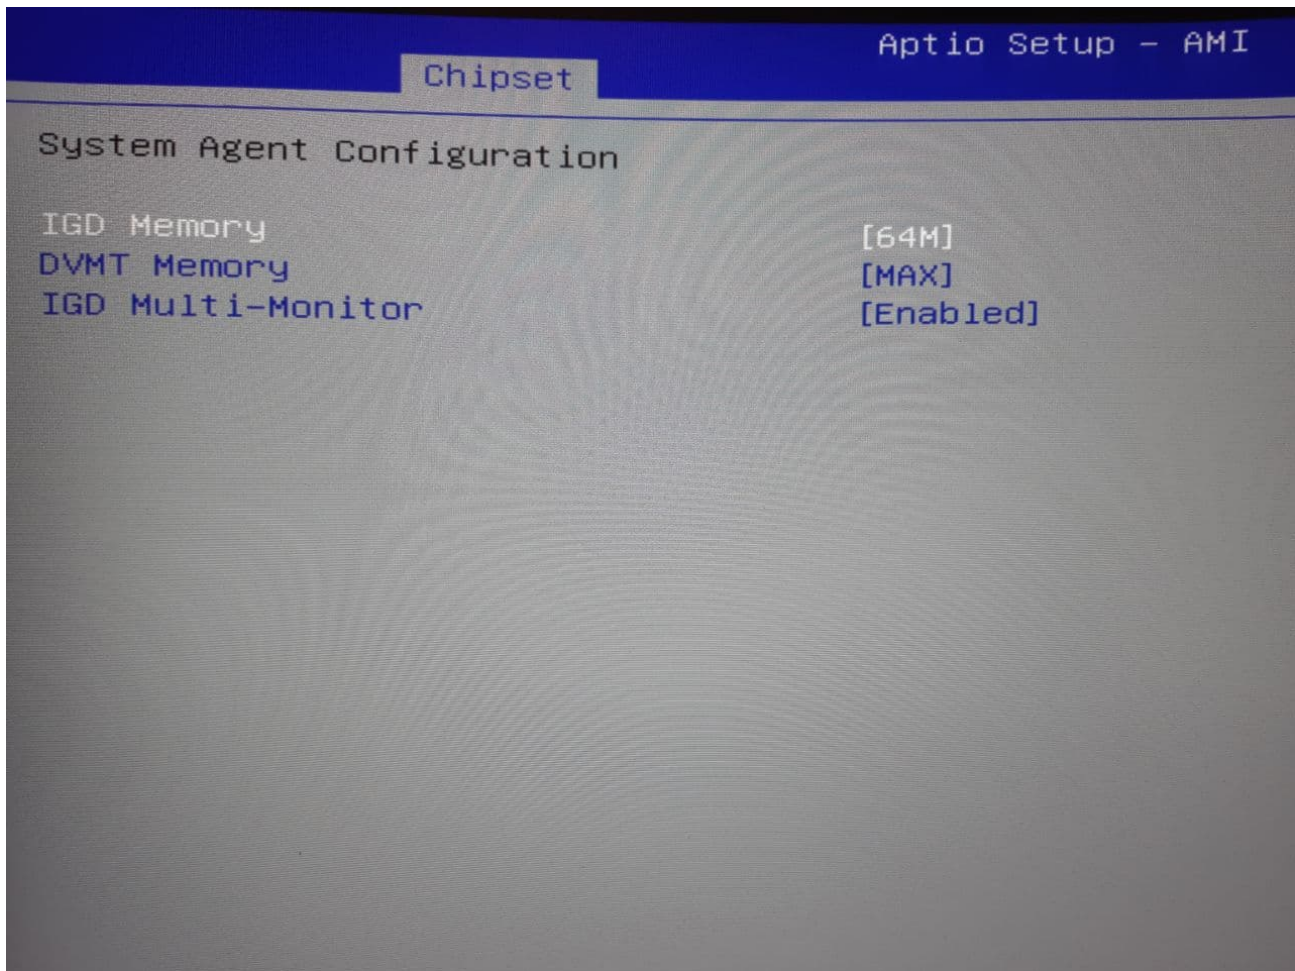 Aptio Setup – AMI
Chipset
System Agent Configuration
IGD Memory [64M]
DVMT Memory [MAX]
IGD Multi-Monitor [Enabled]